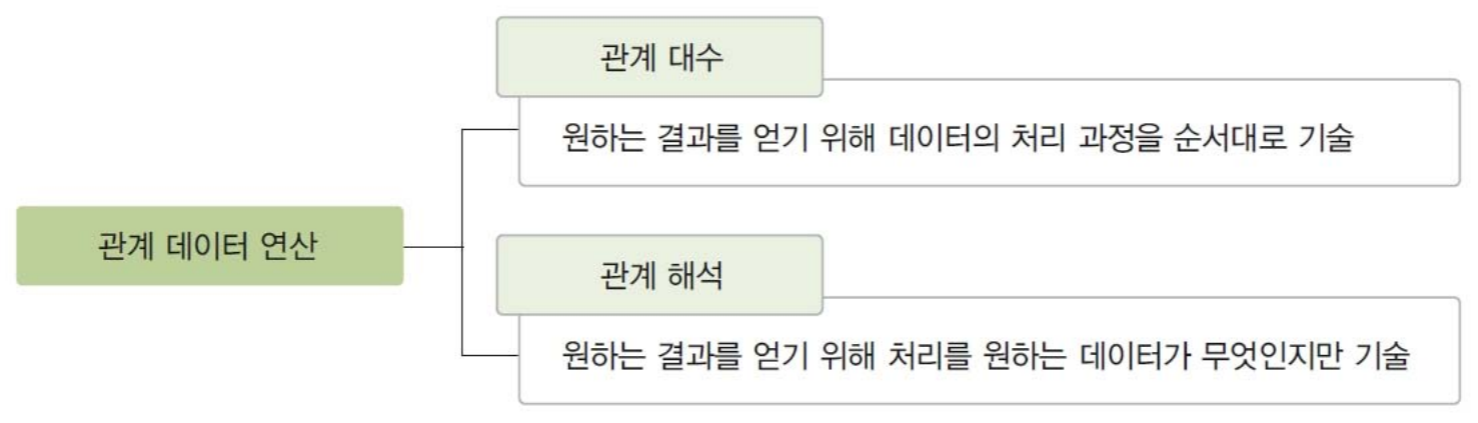 관계 대수
원하는 결과를 얻기 위해 데이터의 처리 과정을 순서대로 기술
관계 데이터 연산
관계 해석
원하는 결과를 얻기 위해 처리를 원하는 데이터가 무엇인지만 기술